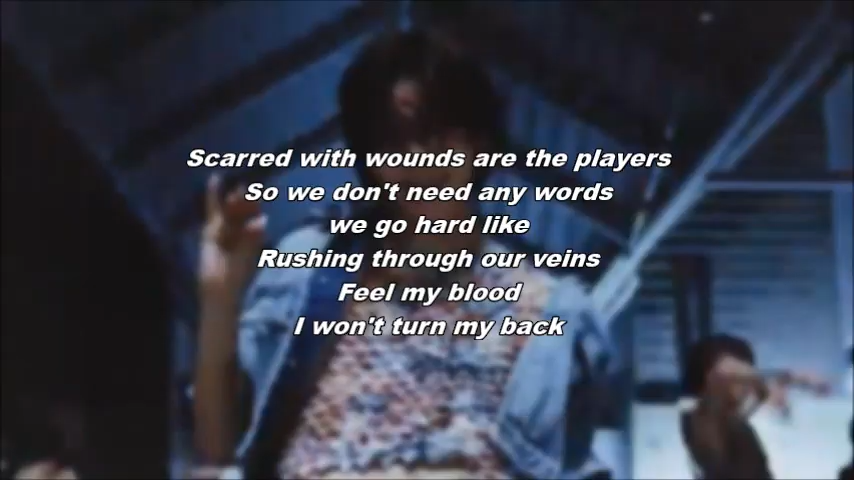 Scarred with wounds are the players
So we don't need any words
we go hard like
Rushing through our veins
Feel my blood
I won't turn my back